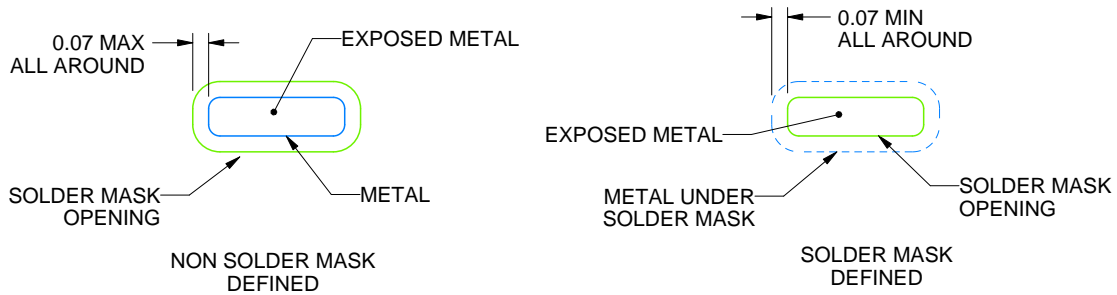 0.07 MAX
ALL AROUND
EXPOSED METAL
SOLDER MASK
OPENING
METAL
NON SOLDER MASK
DEFINED
0.07 MIN
ALL AROUND
EXPOSED METAL
METAL UNDER
SOLDER MASK
SOLDER MASK
OPENING
SOLDER MASK
DEFINED